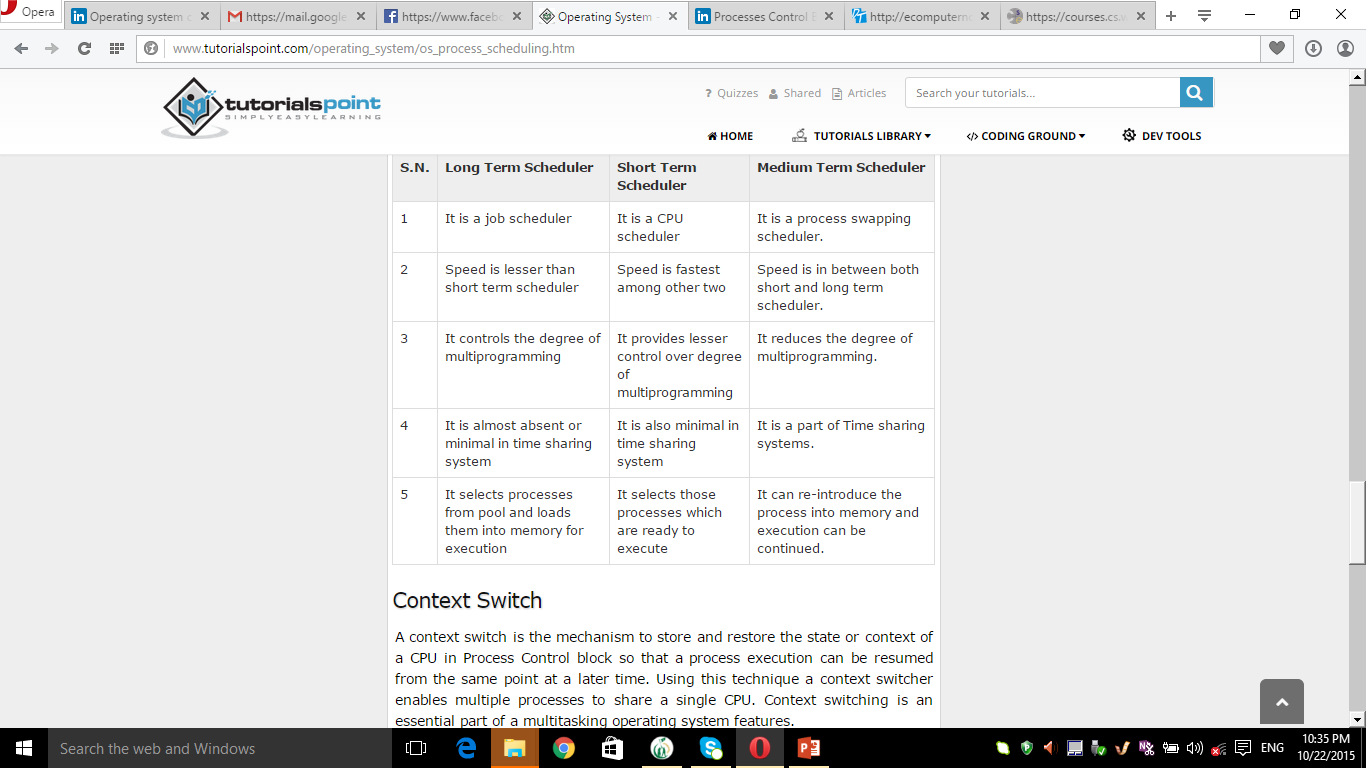 Opera
Operating system c
https://mail.google
https://www.facebo
Operating System -
Processes Control B
http://ecomputerno
https://courses.cs.w
www.tutorialspoint.com/operating_system/os_process_scheduling.htm
tutorialspoint
SIMPLYEASYLEARNING
? Quizzes
Shared
Articles
Search your tutorials...
HOME
TUTORIALS LIBRARY
</> CODING GROUND
DEV TOOLS
S.N.
Long Term Scheduler
Short Term
Scheduler
Medium Term Scheduler
1
It is a job scheduler
It is a CPU
scheduler
It is a process swapping
scheduler.
2
Speed is lesser than
short term scheduler
Speed is fastest
among other two
Speed is in between both
short and long term
scheduler.
3
It controls the degree of
multiprogramming
It provides lesser
control over degree
of
multiprogramming
It reduces the degree of
multiprogramming.
4
It is almost absent or
minimal in time sharing
system
It is also minimal in
time sharing
system
It is a part of Time sharing
systems.
5
It selects processes
from pool and loads
them into memory for
execution
It selects those
processes which
are ready to
execute
It can re-introduce the
process into memory and
execution can be
continued.
Context Switch
A context switch is the mechanism to store and restore the state or context of
a CPU in Process Control block so that a process execution can be resumed
from the same point at a later time. Using this technique a context switcher
enables multiple processes to share a single CPU. Context switching is an
essential part of a multitasking operating system features.
Search the web and Windows
ENG
10:35 PM
10/22/2015